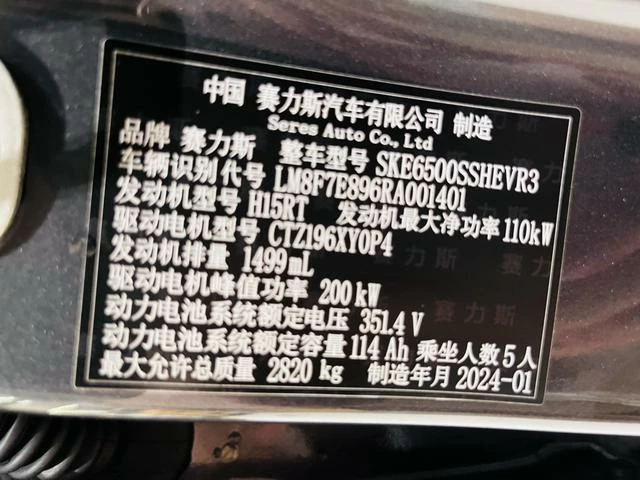 中国 赛力斯汽车有限公司 制造
Seres Auto Co., Ltd
品牌 赛力斯 整车型号 SKE6500SSHEVR3
车辆识别代号 LM8F7E896RA001401
发动机型号 H15RT 发动机最大净功率 110kW
驱动电机型号 CTZ196XY0P4
发动机排量 1499mL
驱动电机峰值功率 200kW
动力电池系统额定电压 351.4V
动力电池系统额定容量 114Ah 乘坐人数 5人
最大允许总质量 2820 kg 制造年月 2024-01